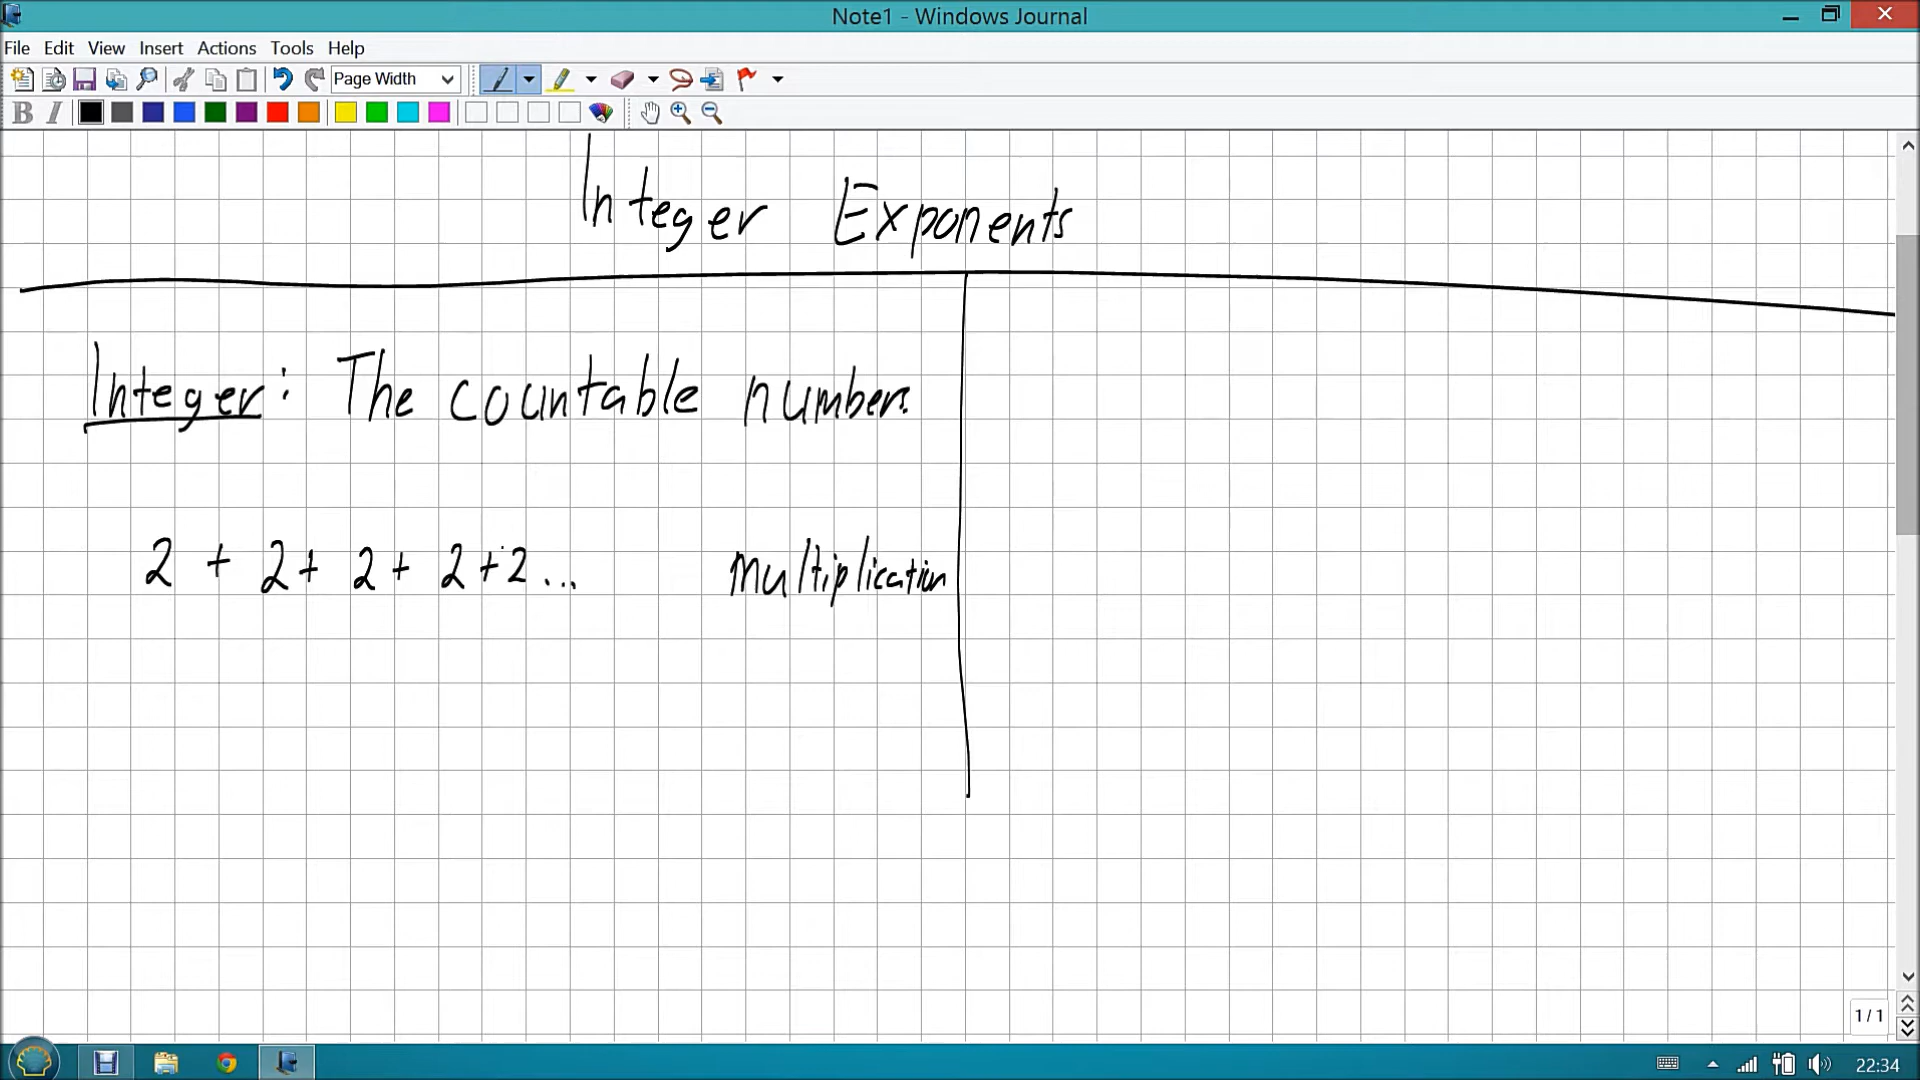 Note1 - Windows Journal
File Edit View Insert Actions Tools Help
Page Width
B I
Integer Exponents
Integer: The countable numbers
2 + 2 + 2 + 2 + 2 ... multiplication
1 / 1
22:34